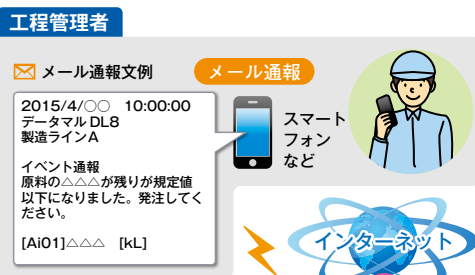 工程管理者
メール通報文例
メール通報
2015/4/○○　10:00:00
データマル DL8
製造ラインA
イベント通報
原料の△△△が残りが規定値
以下になりました。発注してく
ださい。
[Ai01]△△△　[kL]
スマート
フォン
など
インターネット